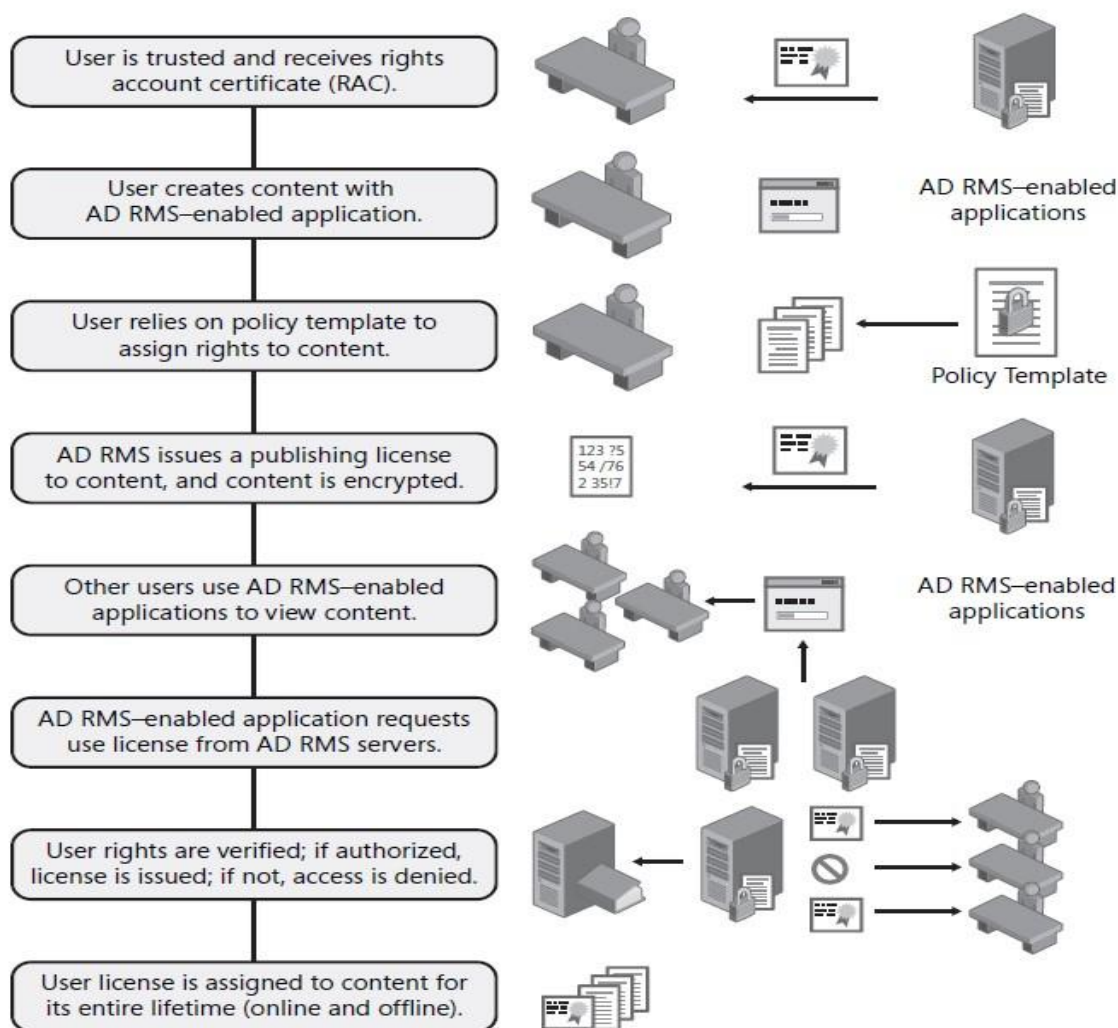 User is trusted and receives rights
account certificate (RAC).
User creates content with
AD RMS–enabled application.
AD RMS–enabled
applications
User relies on policy template to
assign rights to content.
Policy Template
AD RMS issues a publishing license
to content, and content is encrypted.
123 ?5
54 /76
2 35!7
Other users use AD RMS–enabled
applications to view content.
AD RMS–enabled
applications
AD RMS–enabled application requests
use license from AD RMS servers.
User rights are verified; if authorized,
license is issued; if not, access is denied.
User license is assigned to content for
its entire lifetime (online and offline).